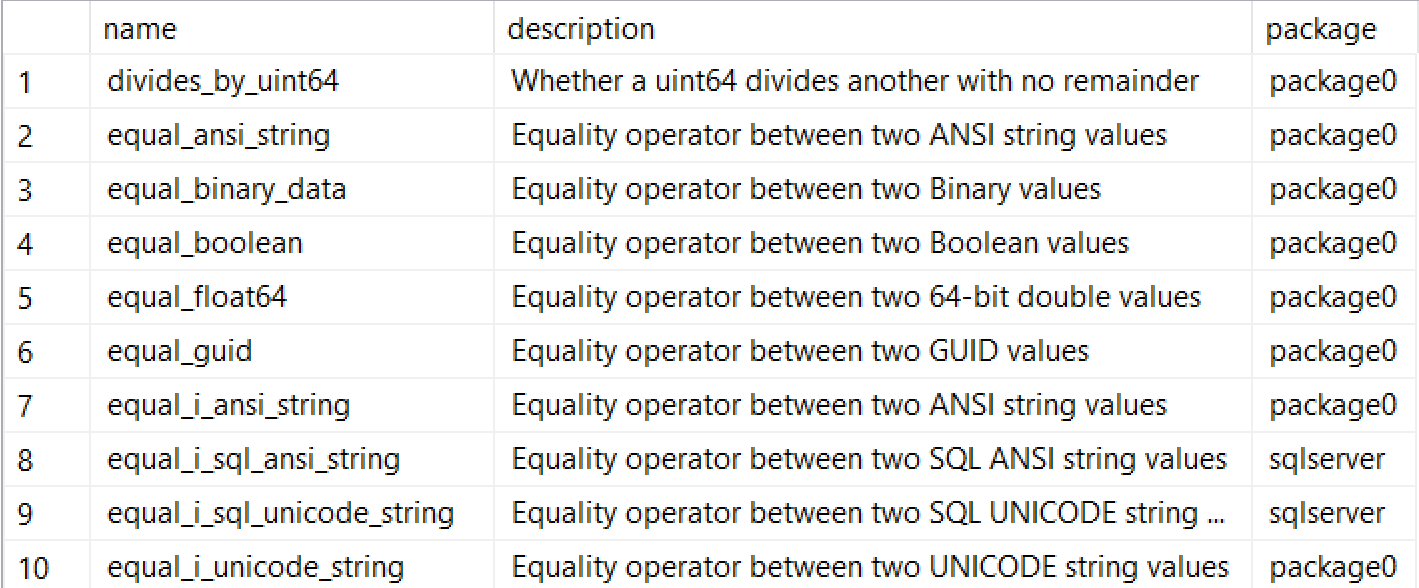 name description package
1 divides_by_uint64 Whether a uint64 divides another with no remainder package0
2 equal_ansi_string Equality operator between two ANSI string values package0
3 equal_binary_data Equality operator between two Binary values package0
4 equal_boolean Equality operator between two Boolean values package0
5 equal_float64 Equality operator between two 64-bit double values package0
6 equal_guid Equality operator between two GUID values package0
7 equal_i_ansi_string Equality operator between two ANSI string values package0
8 equal_i_sql_ansi_string Equality operator between two SQL ANSI string values sqlserver
9 equal_i_sql_unicode_string Equality operator between two SQL UNICODE string ... sqlserver
10 equal_i_unicode_string Equality operator between two UNICODE string values package0